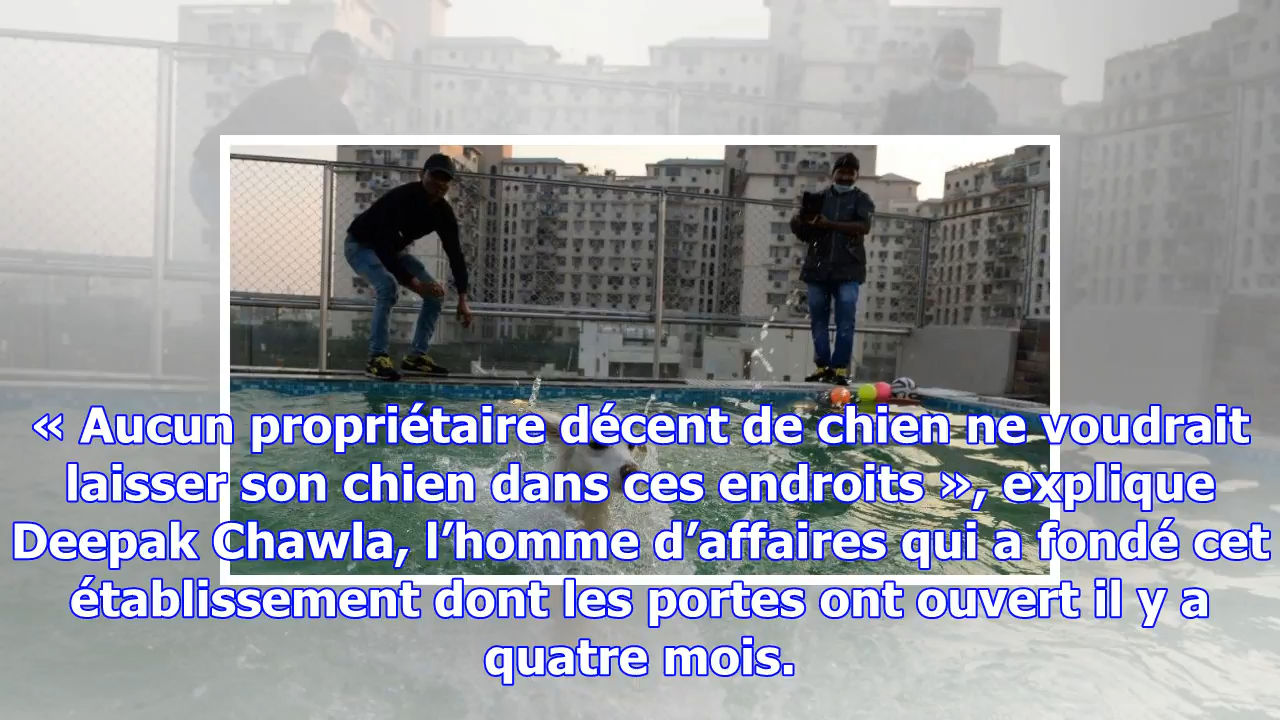 « Aucun propriétaire décent de chien ne voudrait
laisser son chien dans ces endroits », explique
Deepak Chawla, l’homme d’affaires qui a fondé cet
établissement dont les portes ont ouvert il y a
quatre mois.